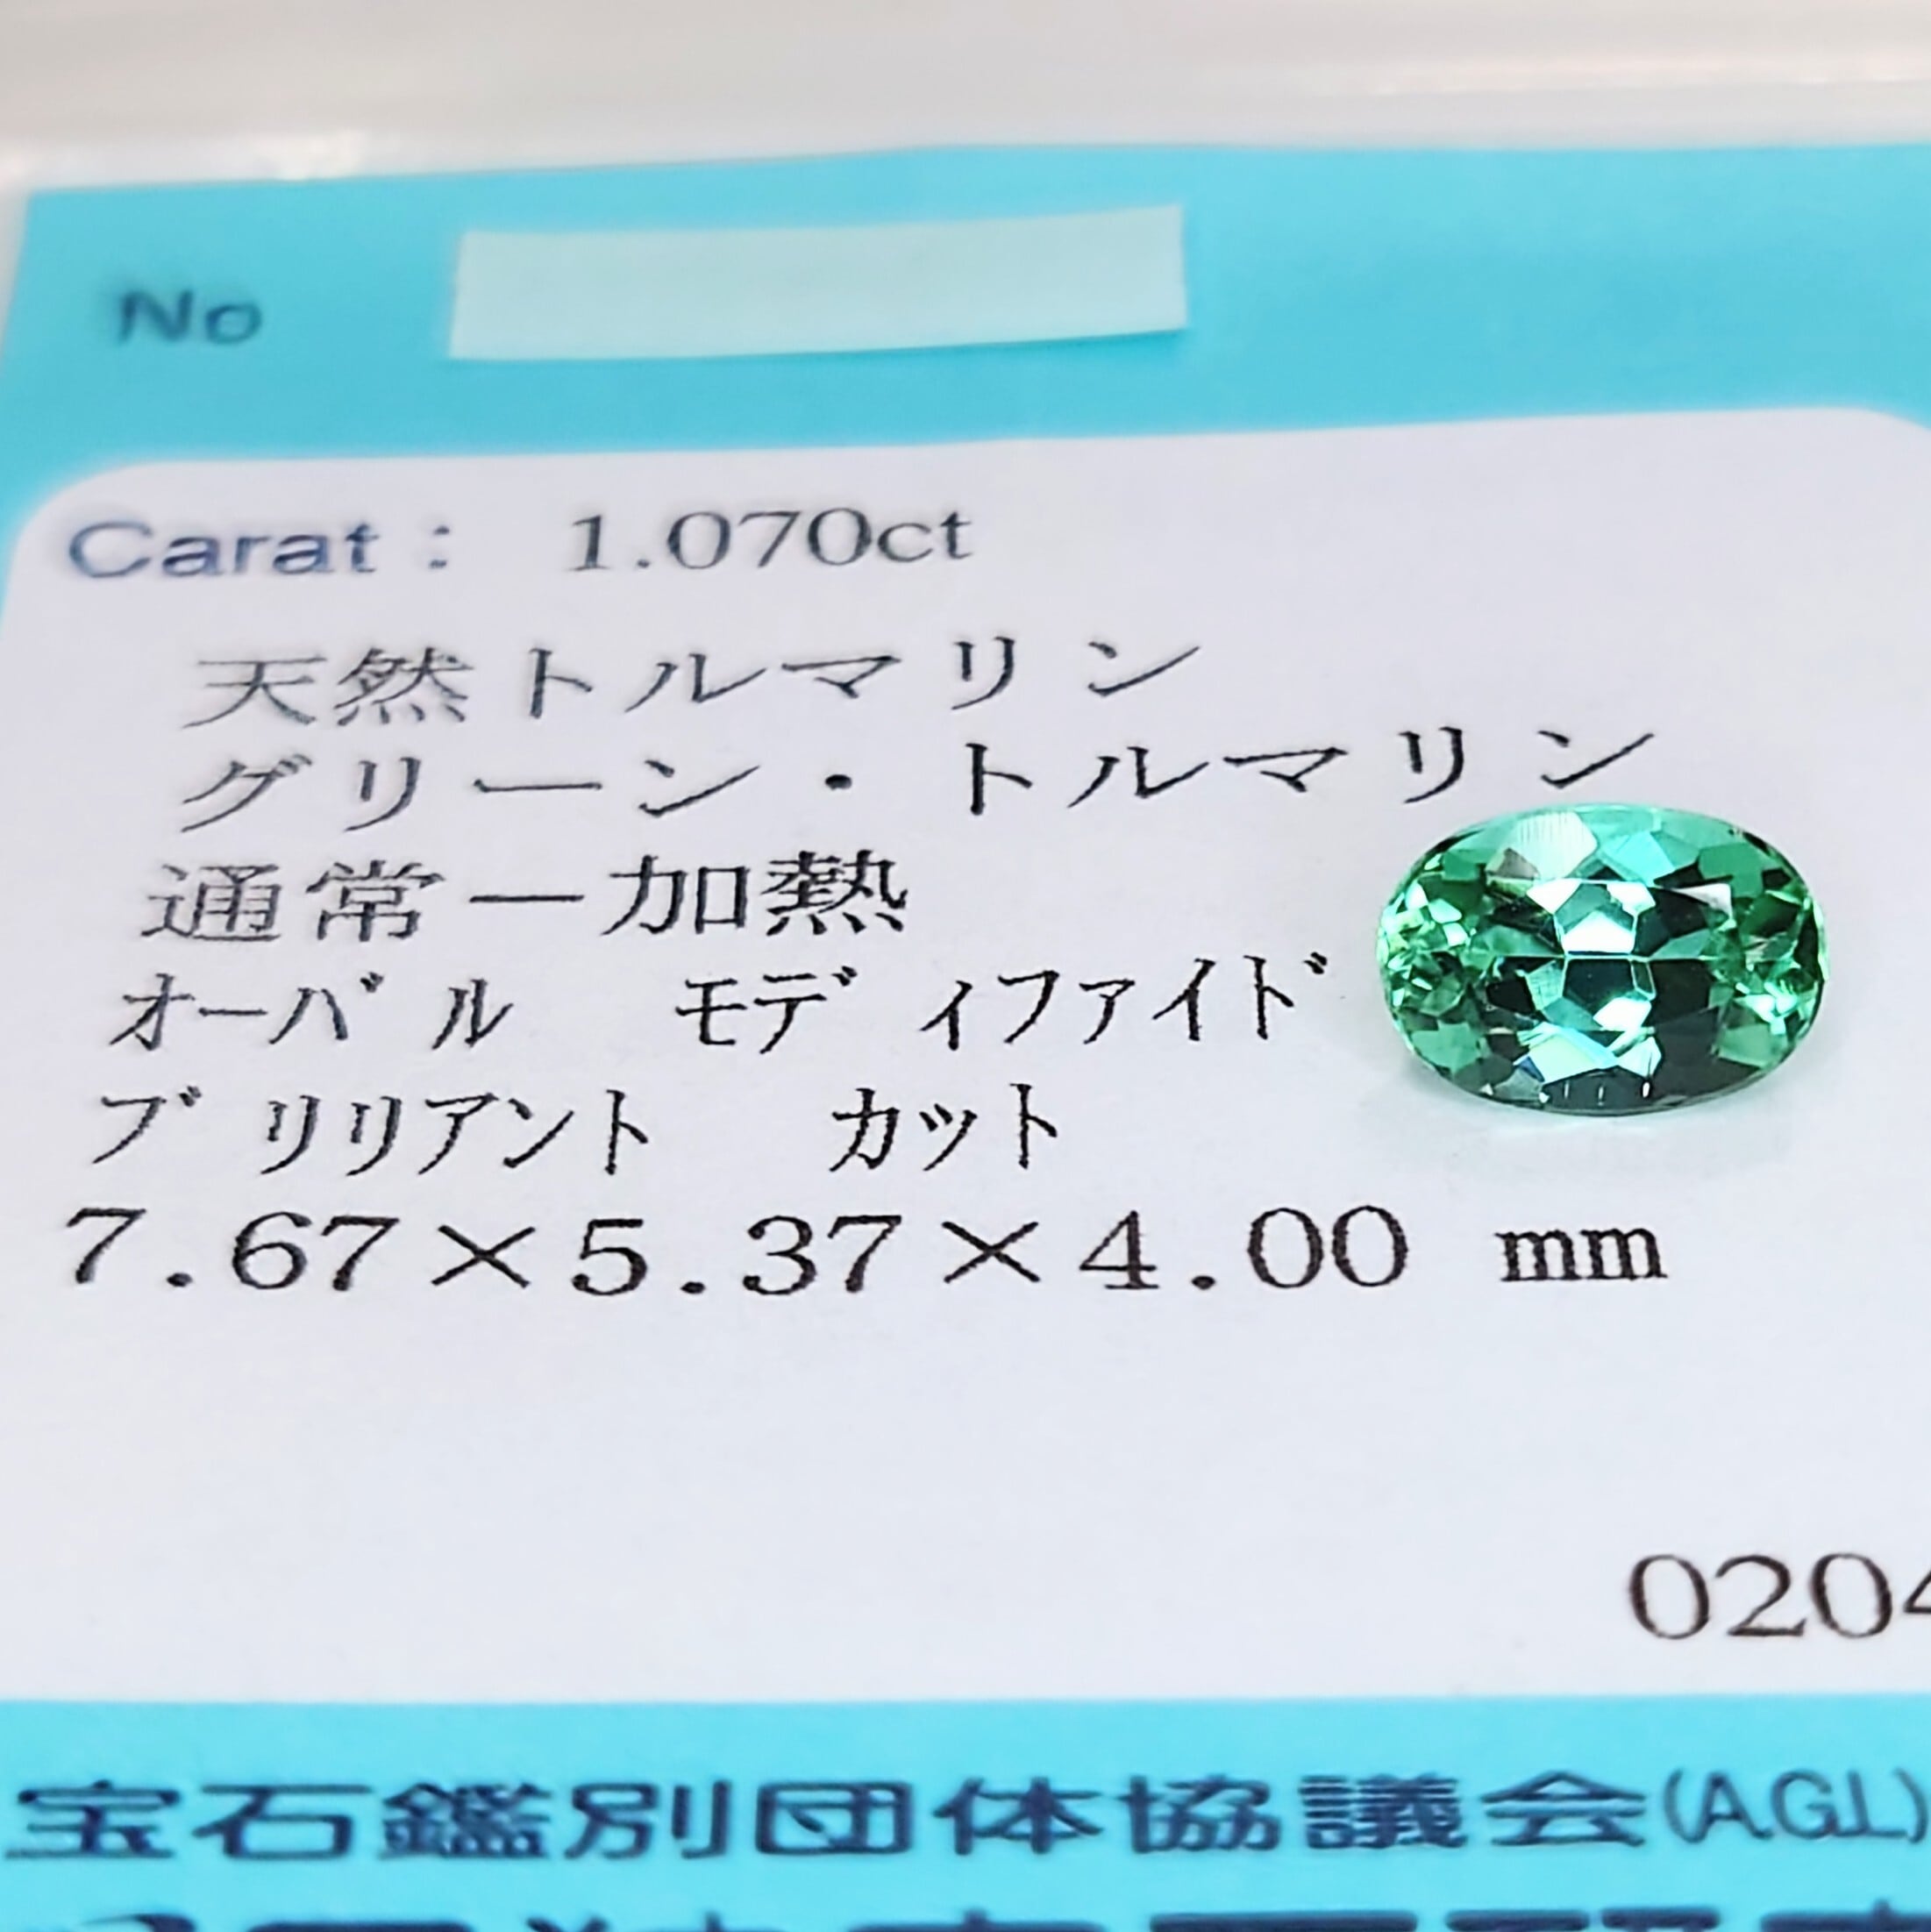 No
Carat： 1.070ct
天然トルマリン
グリーン・トルマリン
通常―加熱
ｵｰﾊﾞﾙ ﾓﾃﾞｨﾌｧｲﾄﾞ
ﾌﾞﾘﾘｱﾝﾄ ｶｯﾄ
7.67×5.37×4.00 mm
0204
宝石鑑別団体協議会(AGL)